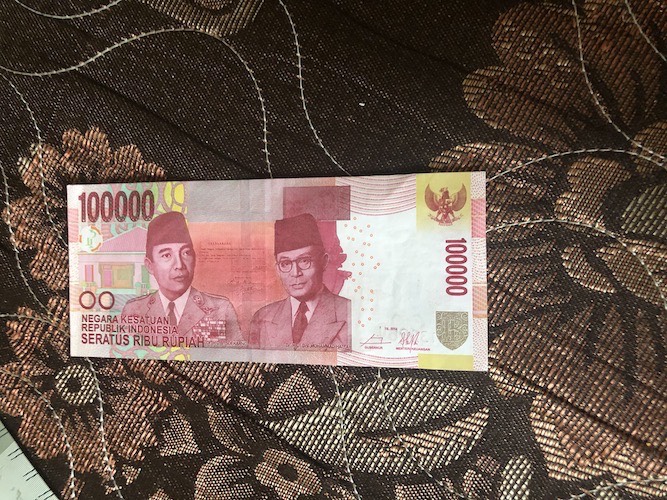 100000
NEGARA KESATUAN
REPUBLIK INDONESIA
SERATUS RIBU RUPIAH
100000